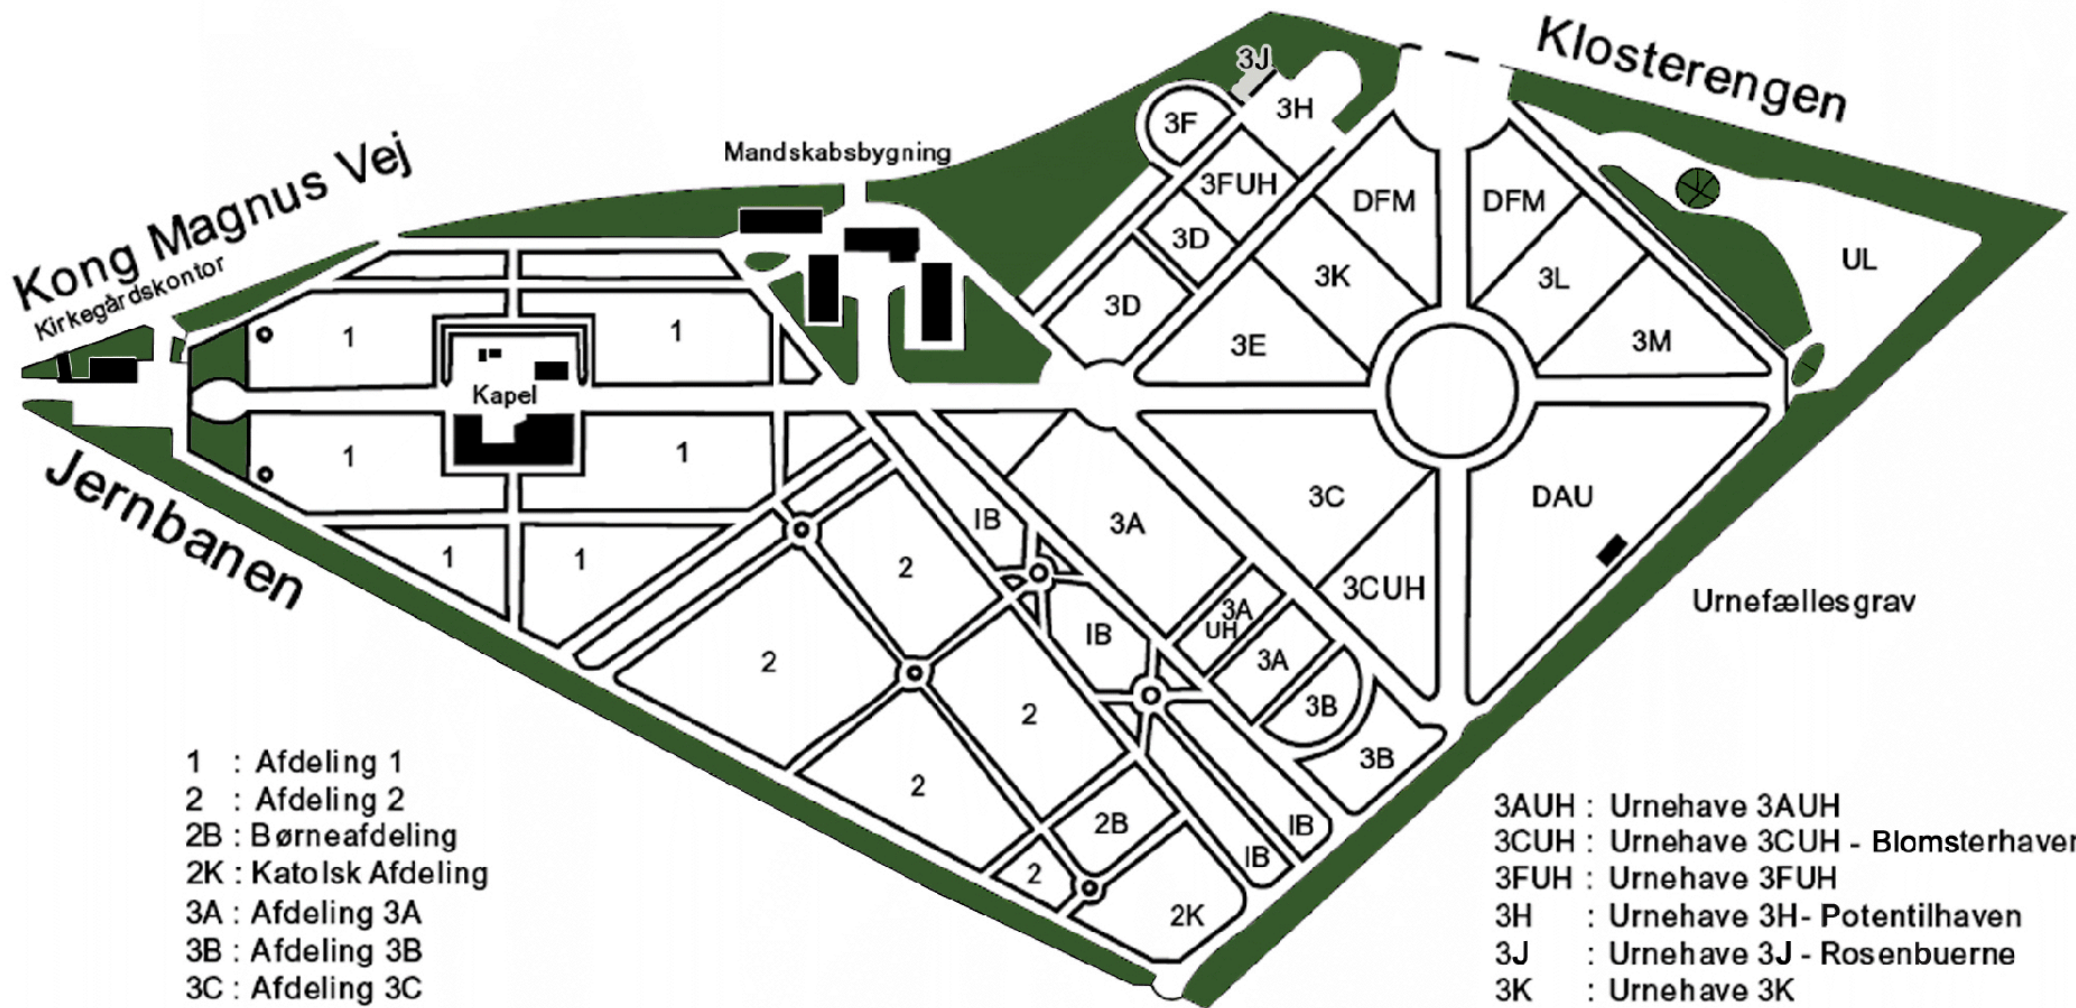 Klosterengen
3J
3H
3F
Mandskabsbygning
Kong Magnus Vej
Kirkegårdskontor
3FUH
DFM
DFM
3D
3K
3L
UL
3D
3E
3M
1
1
Kapel
1
1
Jernbanen
1
1
IB
3A
3C
DAU
2
3CUH
3A
UH
Urnefællesgrav
IB
2
3A
2
3B
3B
2
2B
IB
IB
2
2K
1 : Afdeling 1
2 : Afdeling 2
2B : Børneafdeling
2K : Katolsk Afdeling
3A : Afdeling 3A
3B : Afdeling 3B
3C : Afdeling 3C
3AUH : Urnehave 3AUH
3CUH : Urnehave 3CUH - Blomsterhaven
3FUH : Urnehave 3FUH
3H : Urnehave 3H- Potentilhaven
3J : Urnehave 3J - Rosenbuerne
3K : Urnehave 3K